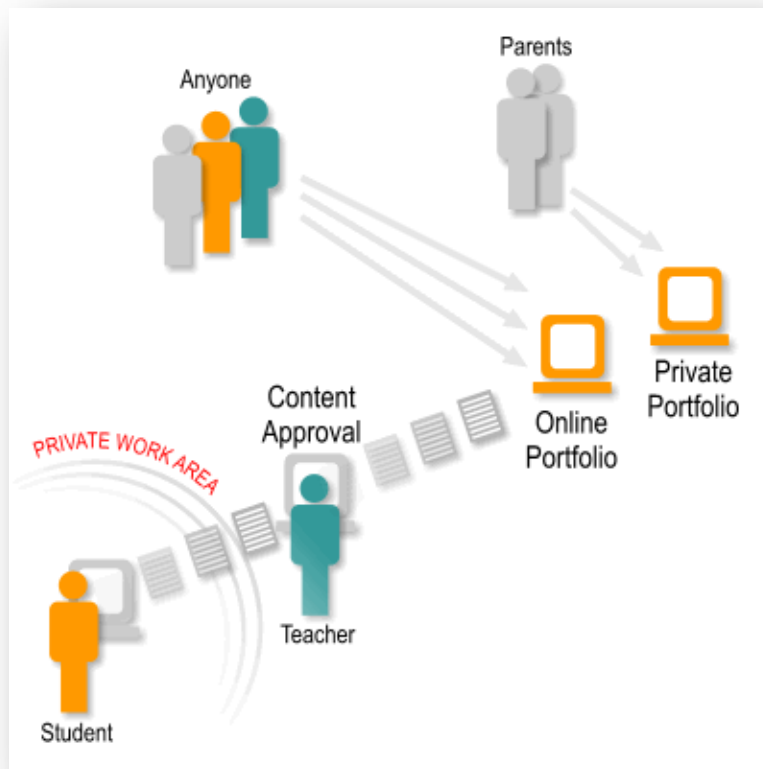 Parents
Anyone
Private
Portfolio
Online
Portfolio
Content
Approval
PRIVATE WORK AREA
Teacher
Student